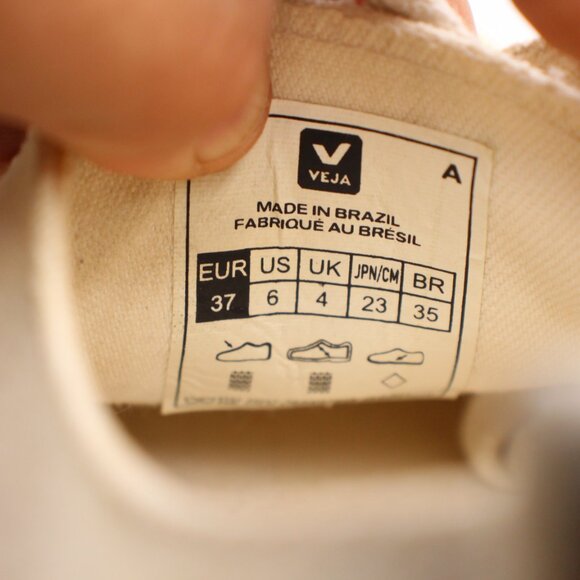 V
VEJA
A
MADE IN BRAZIL
FABRIQUÉ AU BRÉSIL
EUR US UK JPN/CM BR
37 6 4 23 35